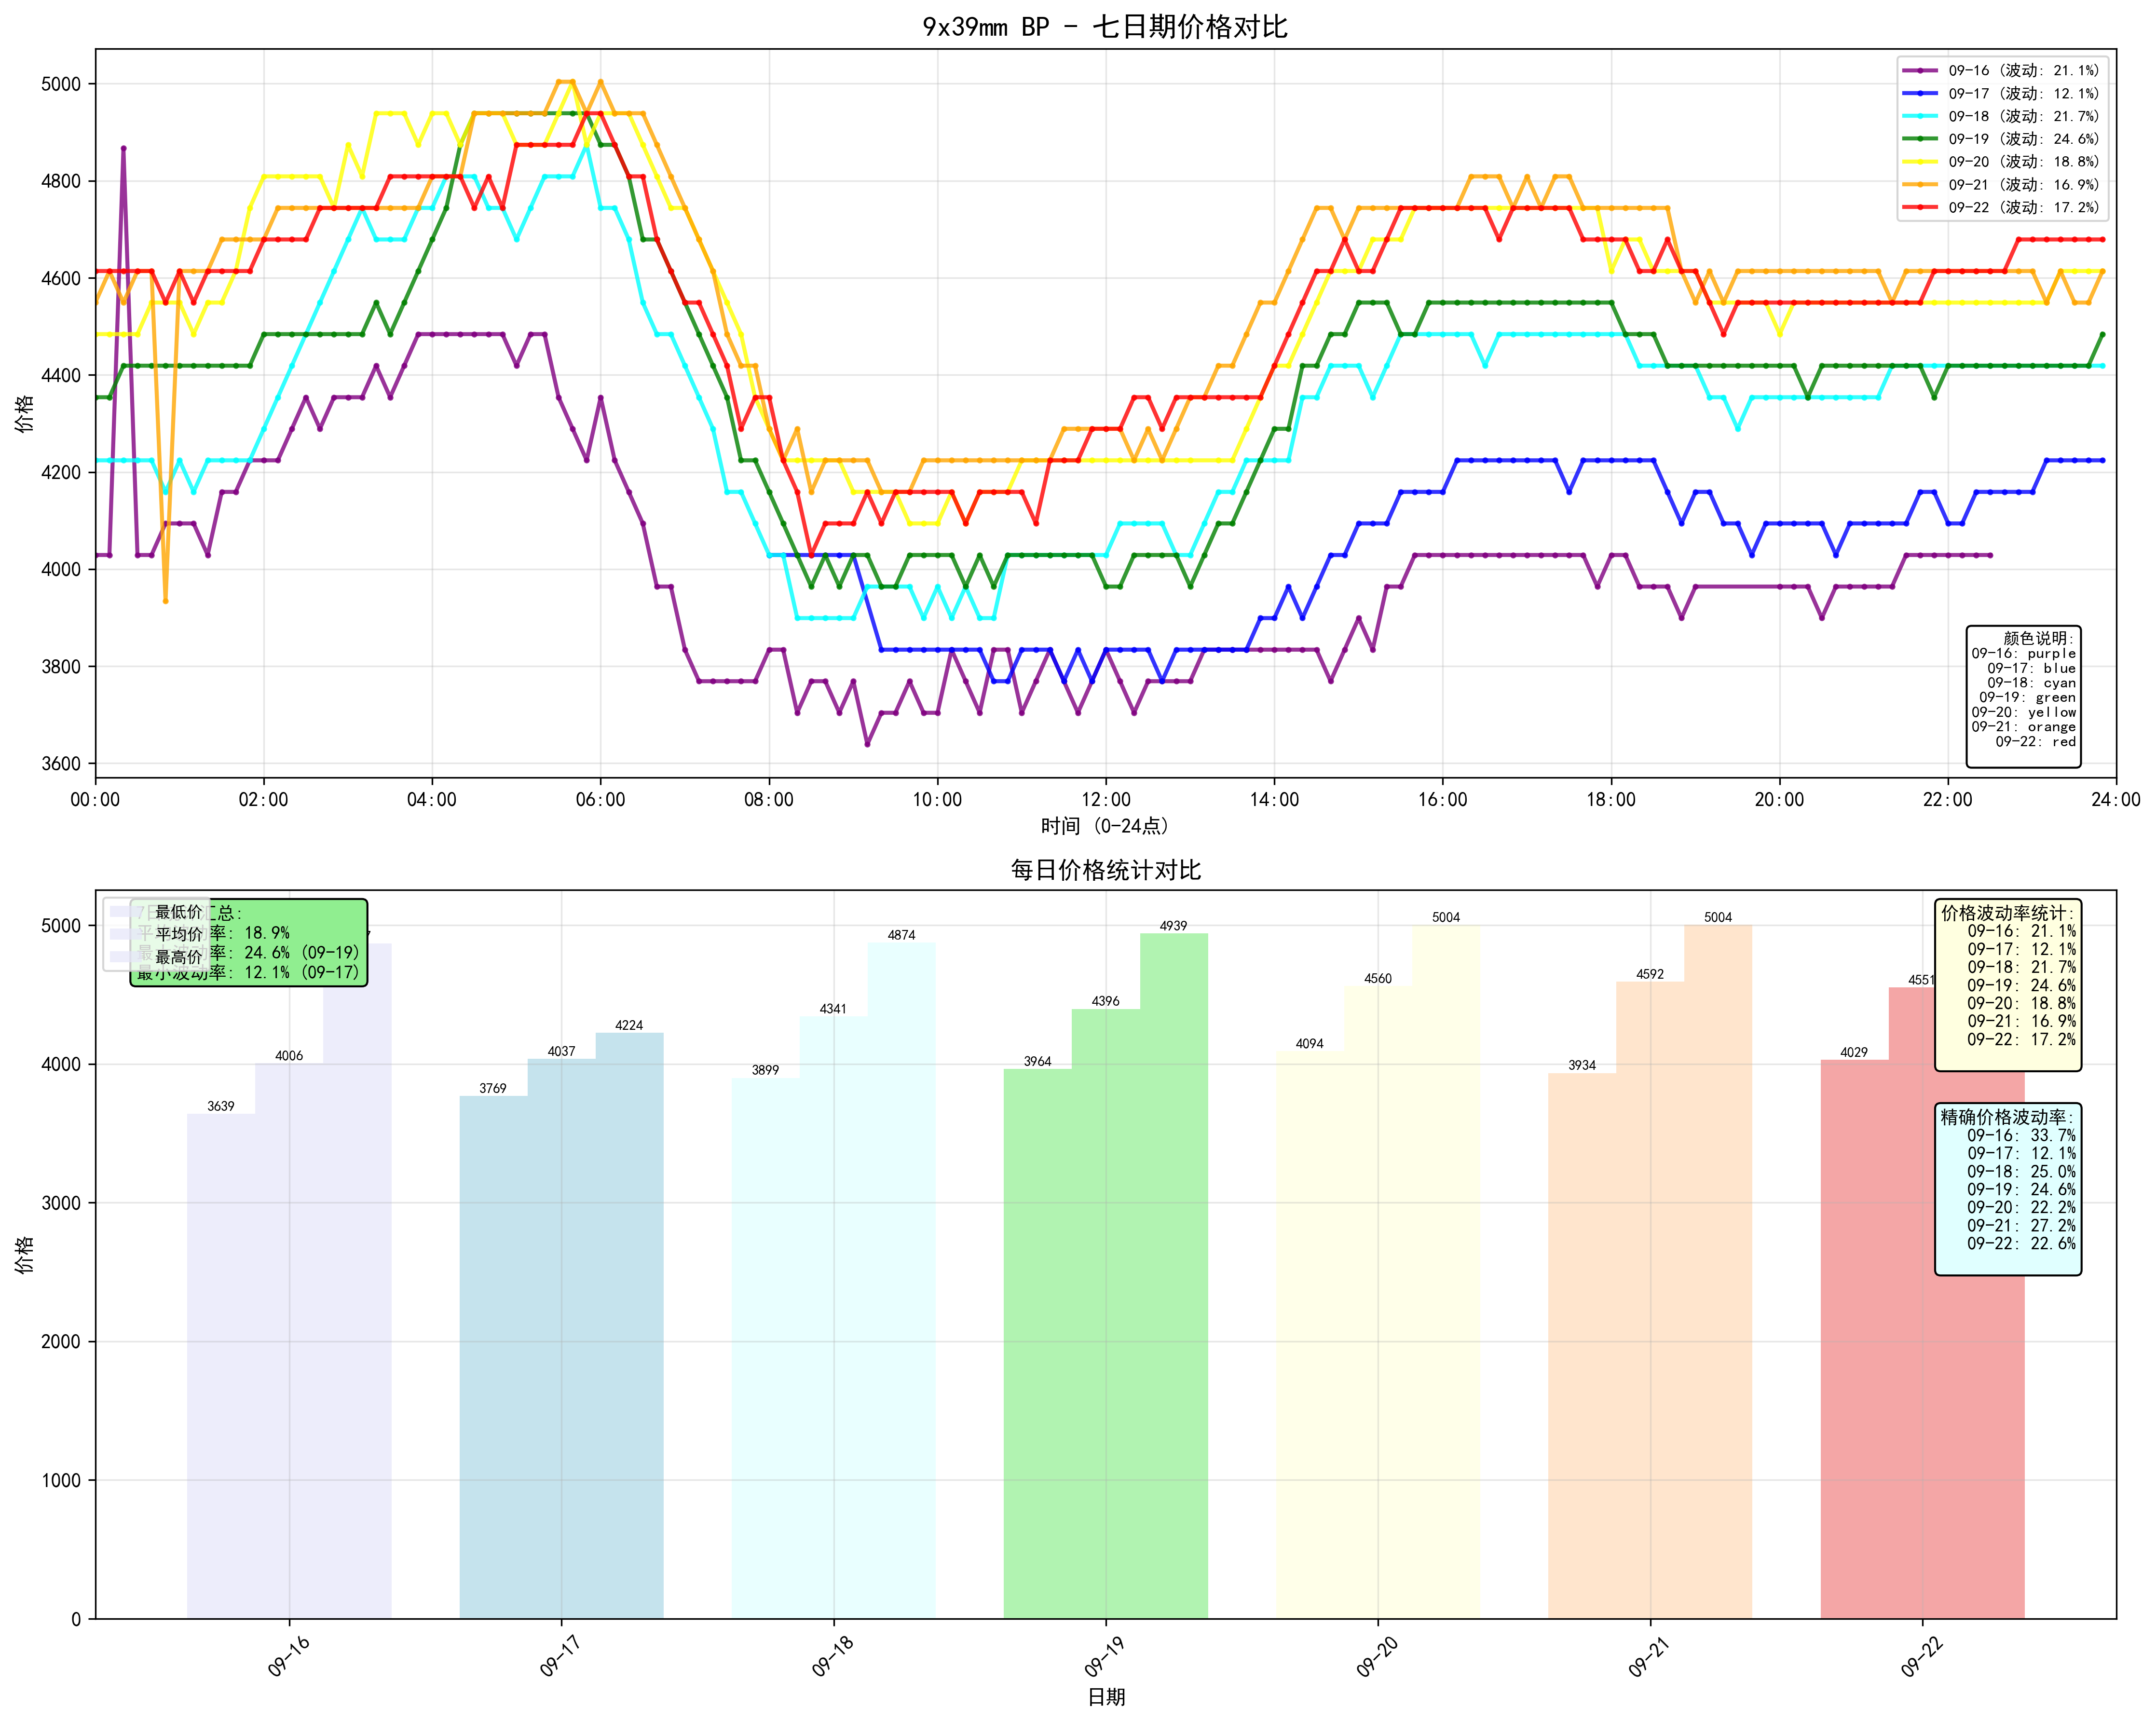 9x39mm BP - 七日期价格对比
09-16 (波动: 21.1%)
09-17 (波动: 12.1%)
09-18 (波动: 21.7%)
09-19 (波动: 24.6%)
09-20 (波动: 18.8%)
09-21 (波动: 16.9%)
09-22 (波动: 17.2%)
5000
4800
4600
4400
4200
4000
3800
3600
价格
颜色说明:
09-16: purple
09-17: blue
09-18: cyan
09-19: green
09-20: yellow
09-21: orange
09-22: red
00:00 02:00 04:00 06:00 08:00 10:00 12:00 14:00 16:00 18:00 20:00 22:00 24:00
时间 (0-24点)
每日价格统计对比
最低价
平均价
最高价
汇总:
率: 18.9%
率: 24.6% (09-19)
最小波动率: 12.1% (09-17)
价格波动率统计:
09-16: 21.1%
09-17: 12.1%
09-18: 21.7%
09-19: 24.6%
09-20: 18.8%
09-21: 16.9%
09-22: 17.2%
精确价格波动率:
09-16: 33.7%
09-17: 12.1%
09-18: 25.0%
09-19: 24.6%
09-20: 22.2%
09-21: 27.2%
09-22: 22.6%
5000
4000
3000
2000
1000
0
价格
3639 4006
3769 4037 4224
3899 4341 4874
3964 4396 4939
4094 4560 5004
3934 4592 5004
4029 4551
09-16 09-17 09-18 09-19 09-20 09-21 09-22
日期